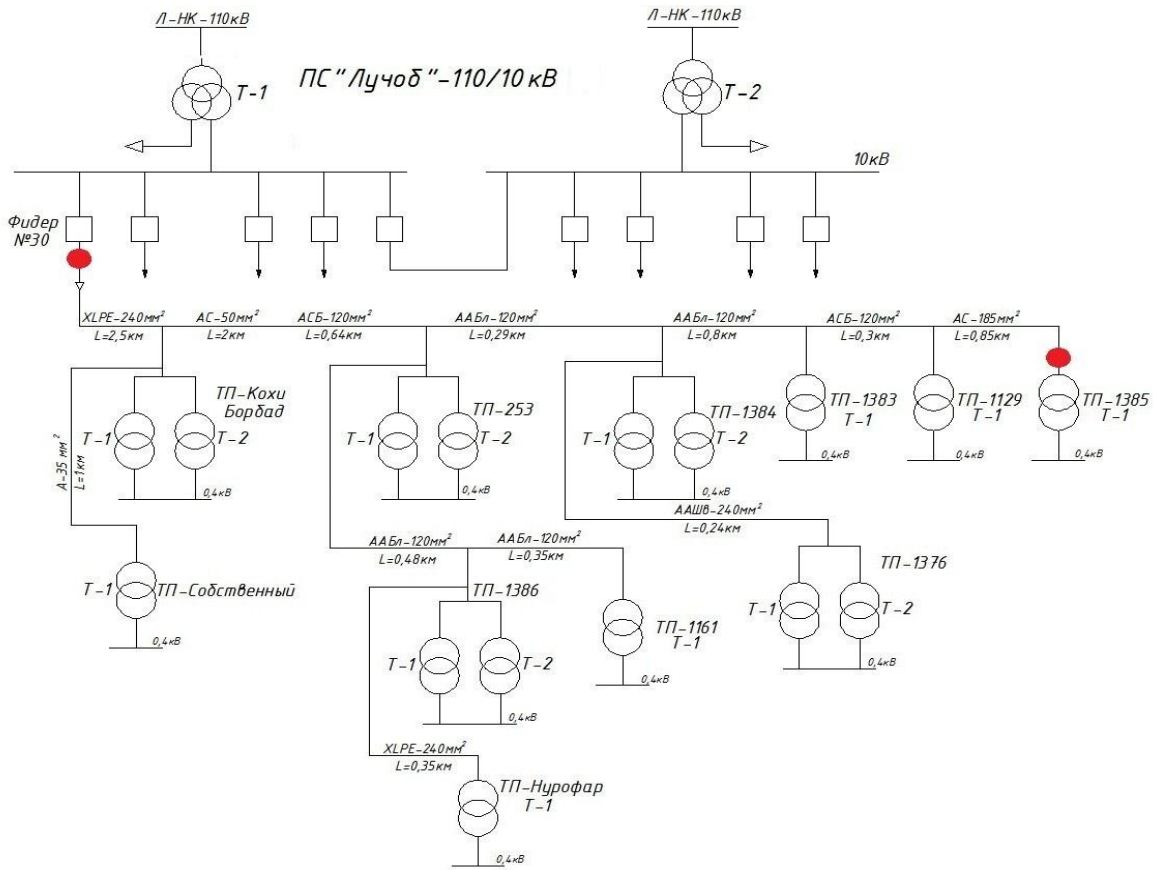 Л-НК-110кВ
Л-НК-110кВ
ПС "Лучоб"-110/10 кВ
Т-1
Т-2
10кВ
Фидер
№30
XLPE-240мм²
L=2,5км
АС-50мм²
L=2км
АСБ-120мм²
L=0,64км
ААБл-120мм²
L=0,29км
ААБл-120мм²
L=0,8км
АСБ-120мм²
L=0,3км
АС-185мм²
L=0,85км
ТП-Кохи
Борбад
Т-1
Т-2
0,4кВ
А-35 мм²
L=1км
ТП-253
Т-1
Т-2
0,4кВ
ТП-1384
Т-1
Т-2
0,4кВ
ТП-1383
Т-1
0,4кВ
ТП-1129
Т-1
0,4кВ
ТП-1385
Т-1
0,4кВ
ААШв-240мм²
L=0,24км
ААБл-120мм²
L=0,48км
ААБл-120мм²
L=0,35км
Т-1
ТП-Собственный
0,4кВ
ТП-1386
Т-1
Т-2
0,4кВ
ТП-1161
Т-1
0,4кВ
ТП-1376
Т-1
Т-2
0,4кВ
XLPE-240мм²
L=0,35км
ТП-Нурофар
Т-1
0,4кВ